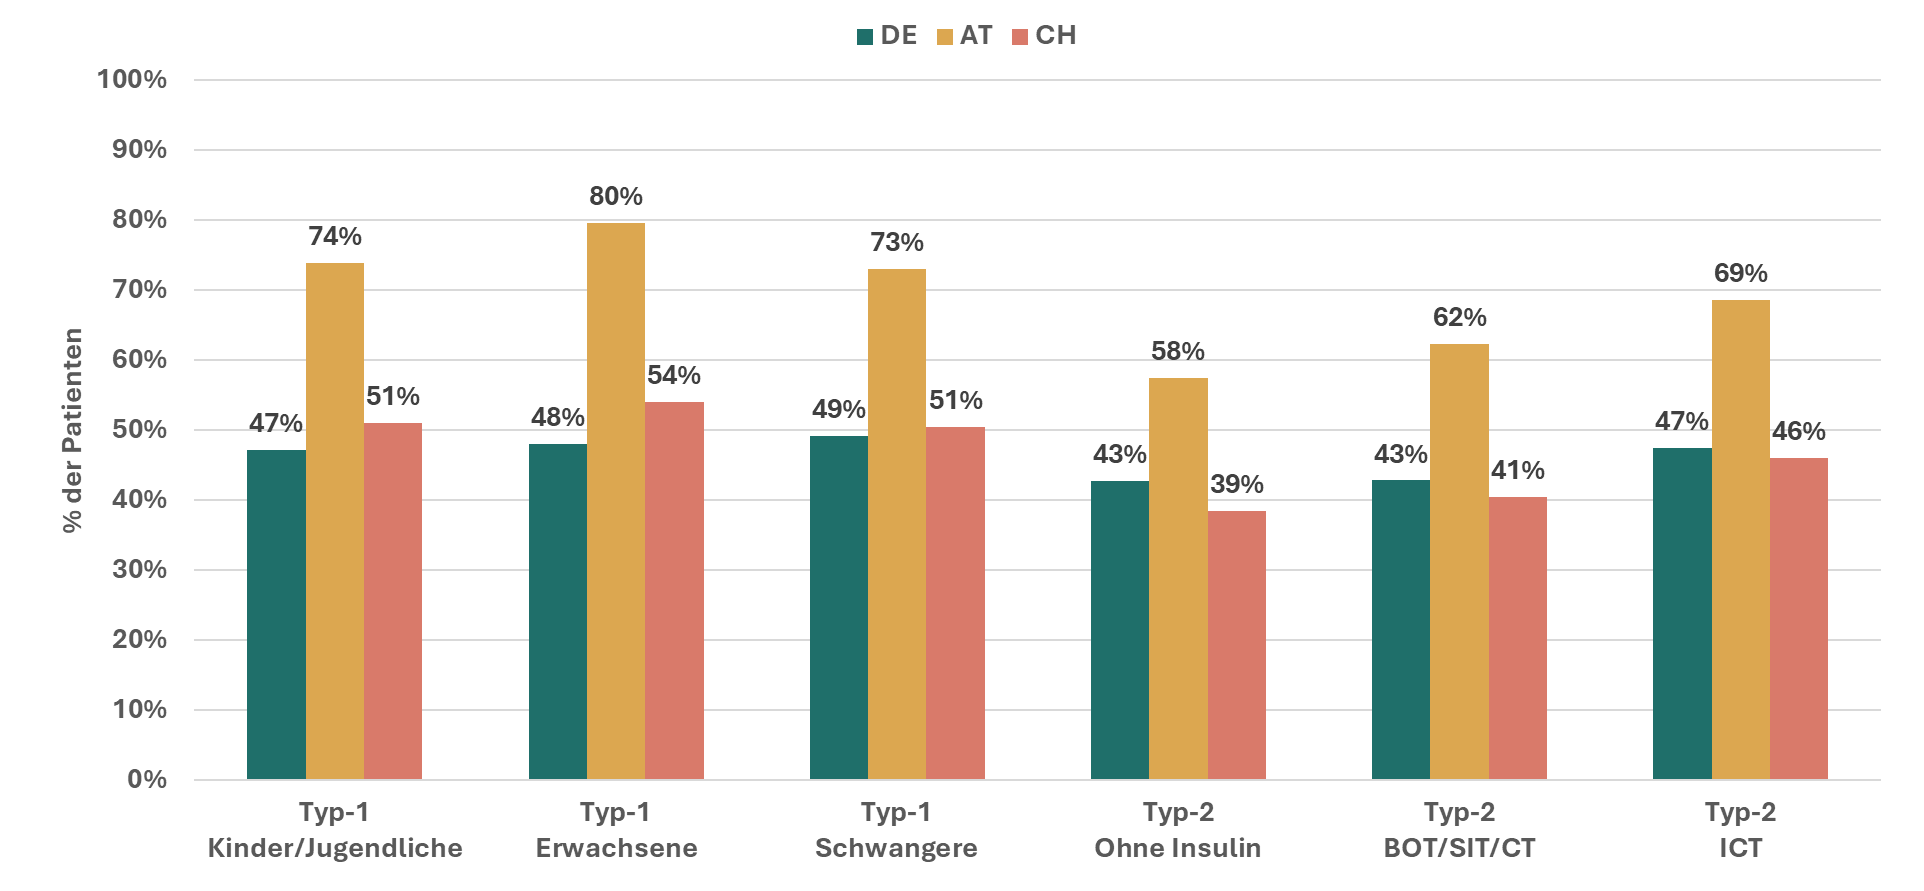 DE AT CH
100%
90%
80%
70%
60%
50%
40%
30%
20%
10%
0%
% der Patienten
47% 74% 51%
48% 80% 54%
49% 73% 51%
43% 58% 39%
43% 62% 41%
47% 69% 46%
Typ-1
Kinder/Jugendliche
Typ-1
Erwachsene
Typ-1
Schwangere
Typ-2
Ohne Insulin
Typ-2
BOT/SIT/CT
Typ-2
ICT